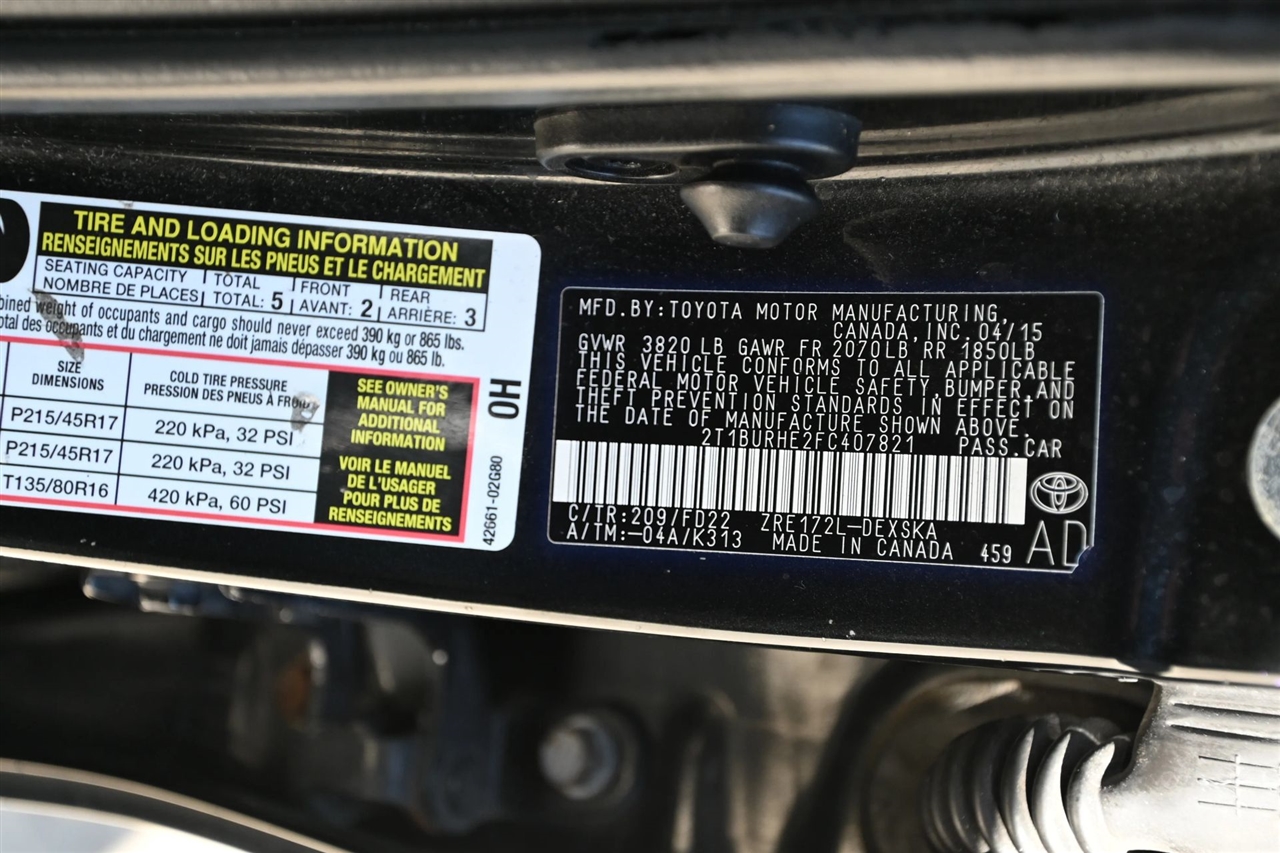 TIRE AND LOADING INFORMATION
RENSEIGNEMENTS SUR LES PNEUS ET LE CHARGEMENT
SEATING CAPACITY TOTAL FRONT REAR
NOMBRE DE PLACES TOTAL: 5 AVANT: 2 ARRIÈRE: 3
weight of occupants and cargo should never exceed 390 kg or 865 lbs.
total des occupants et du chargement ne doit jamais dépasser 390 kg ou 865 lb.
SIZE
DIMENSIONS
COLD TIRE PRESSURE
PRESSION DES PNEUS À FROID
P215/45R17 220 kPa, 32 PSI
P215/45R17 220 kPa, 32 PSI
T135/80R16 420 kPa, 60 PSI
SEE OWNER'S
MANUAL FOR
ADDITIONAL
INFORMATION
VOIR LE MANUEL
DE L'USAGER
POUR PLUS DE
RENSEIGNEMENTS
OH
42661-02G80
MFD.BY:TOYOTA MOTOR MANUFACTURING,
CANADA,INC. 04/15
GVWR 3820 LB GAWR FR 2070LB RR 1850LB
THIS VEHICLE CONFORMS TO ALL APPLICABLE
FEDERAL MOTOR VEHICLE SAFETY,BUMPER,AND
THEFT PREVENTION STANDARDS IN EFFECT ON
THE DATE OF MANUFACTURE SHOWN ABOVE.
2T1BURHE2FC407821 PASS.CAR
C/TR:209/FD22 ZRE172L-DEXSKA
A/TM:-04A/K313 MADE IN CANADA 459 AD